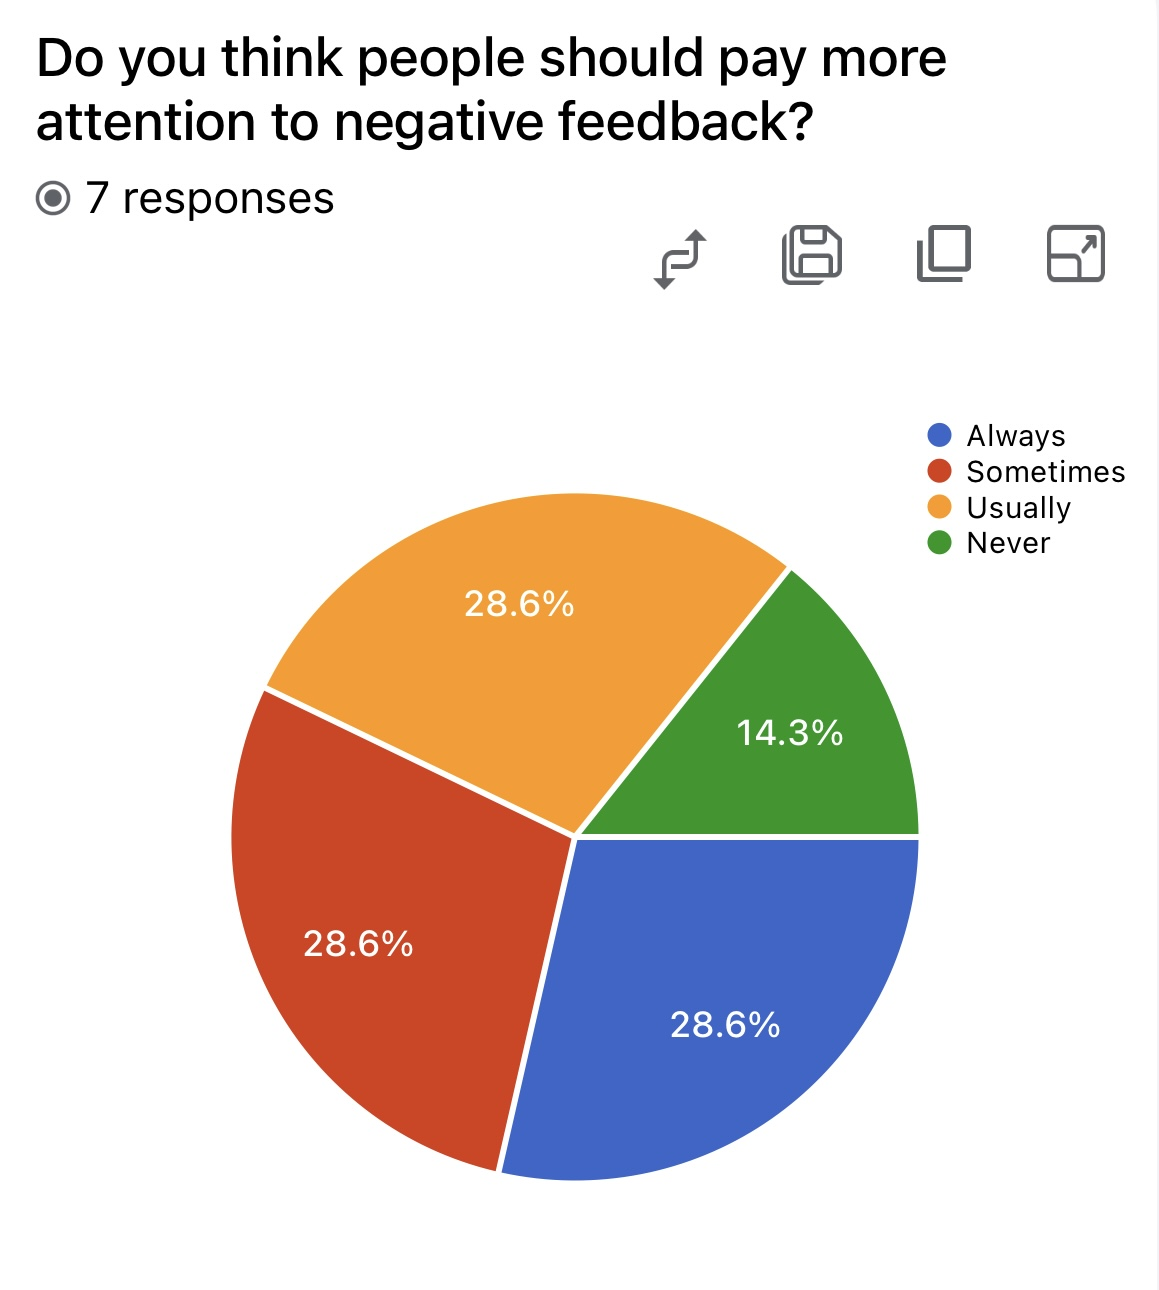 Do you think people should pay more
attention to negative feedback?
7 responses
Always
Sometimes
Usually
Never
28.6%
14.3%
28.6%
28.6%